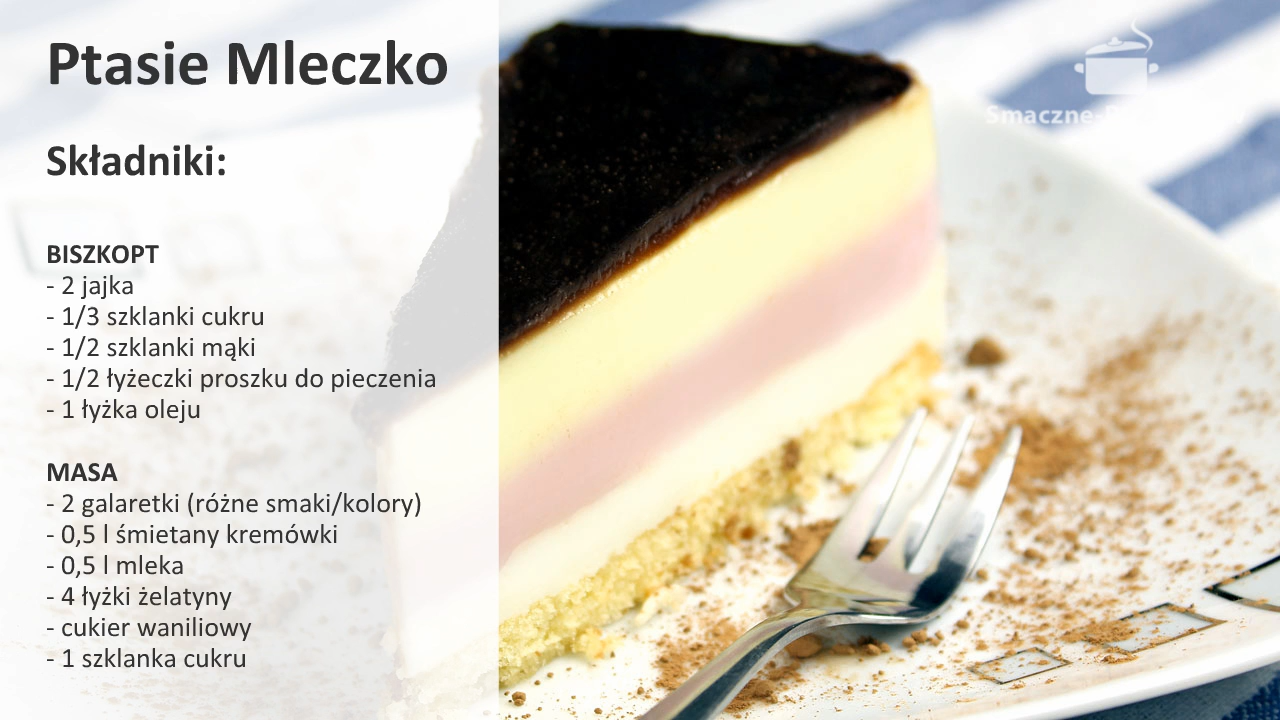 Ptasie Mleczko
Składniki:
BISZKOPT
- 2 jajka
- 1/3 szklanki cukru
- 1/2 szklanki mąki
- 1/2 łyżeczki proszku do pieczenia
- 1 łyżka oleju
MASA
- 2 galaretki (różne smaki/kolory)
- 0,5 l śmietany kremówki
- 0,5 l mleka
- 4 łyżki żelatyny
- cukier waniliowy
- 1 szklanka cukru
Smaczne-